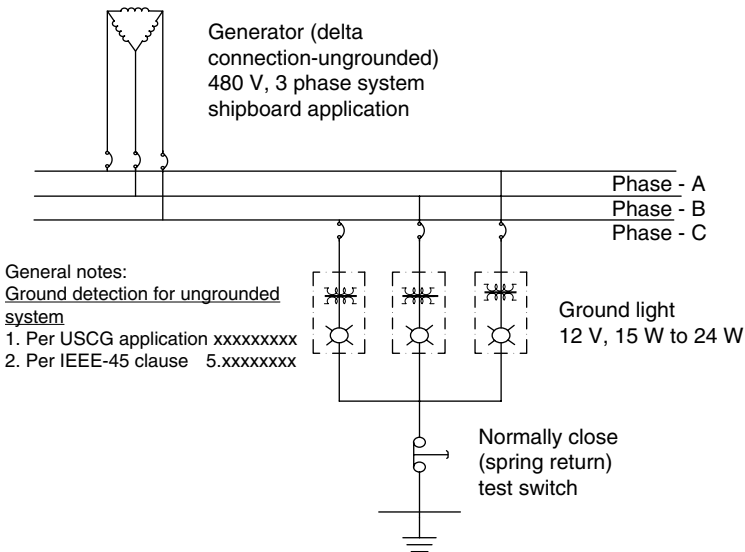 Generator (delta
connection-ungrounded)
480 V, 3 phase system
shipboard application
Phase - A
Phase - B
Phase - C
General notes:
Ground detection for ungrounded
system
1. Per USCG application xxxxxxxxx
2. Per IEEE-45 clause 5.xxxxxxxx
Ground light
12 V, 15 W to 24 W
Normally close
(spring return)
test switch